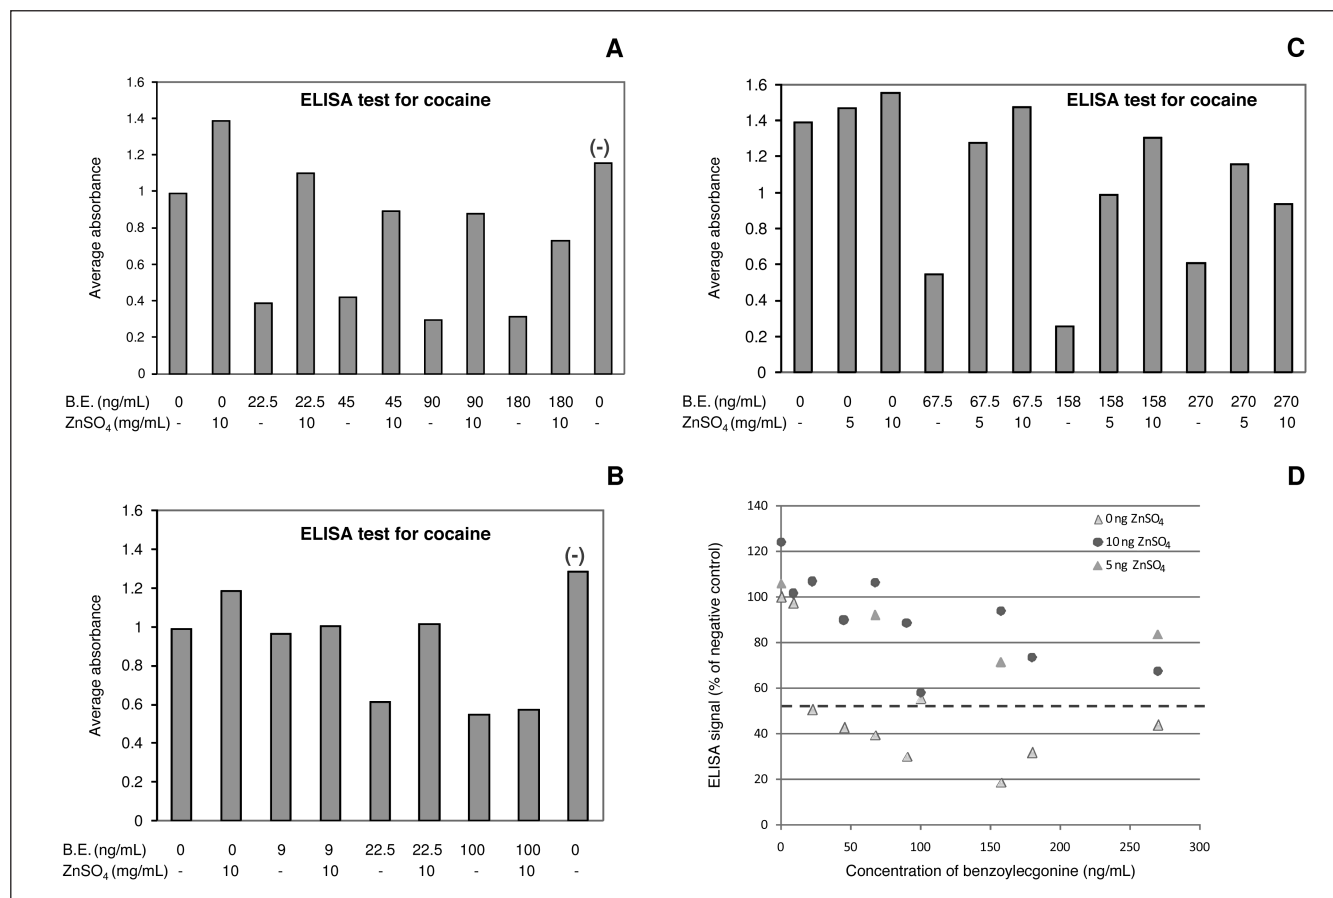 A
ELISA test for cocaine
(-)
Average absorbance
1.6
1.4
1.2
1
0.8
0.6
0.4
0.2
0
B.E. (ng/mL) 0 0 22.5 22.5 45 45 90 90 180 180 0
ZnSO4 (mg/mL) - 10 - 10 - 10 - 10 - 10 -
B
ELISA test for cocaine
(-)
Average absorbance
1.6
1.4
1.2
1
0.8
0.6
0.4
0.2
0
B.E. (ng/mL) 0 0 9 9 22.5 22.5 100 100 0
ZnSO4 (mg/mL) - 10 - 10 - 10 - 10 -
C
ELISA test for cocaine
Average absorbance
1.6
1.4
1.2
1
0.8
0.6
0.4
0.2
0
B.E. (ng/mL) 0 0 0 67.5 67.5 67.5 158 158 158 270 270 270
ZnSO4 (mg/mL) - 5 10 - 5 10 - 5 10 - 5 10
D
ELISA signal (% of negative control)
140
120
100
80
60
40
20
0
0 ng ZnSO4
10 ng ZnSO4
5 ng ZnSO4
0 50 100 150 200 250 300
Concentration of benzoylecgonine (ng/mL)